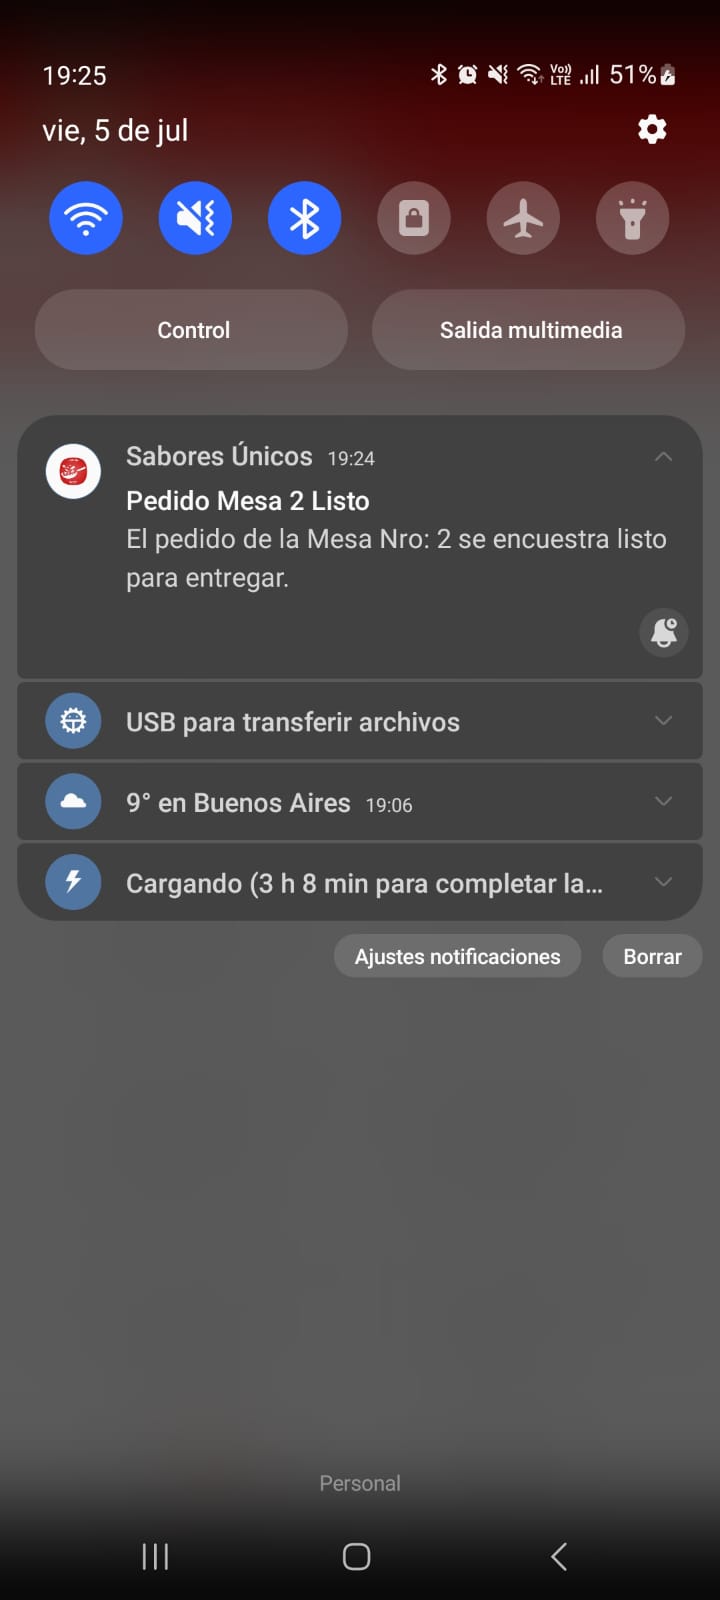 19:25
Vo))
LTE
51%
vie, 5 de jul
Control
Salida multimedia
Sabores Únicos 19:24
Pedido Mesa 2 Listo
El pedido de la Mesa Nro: 2 se encuestra listo
para entregar.
USB para transferir archivos
9° en Buenos Aires 19:06
Cargando (3 h 8 min para completar la...
Ajustes notificaciones
Borrar
Personal